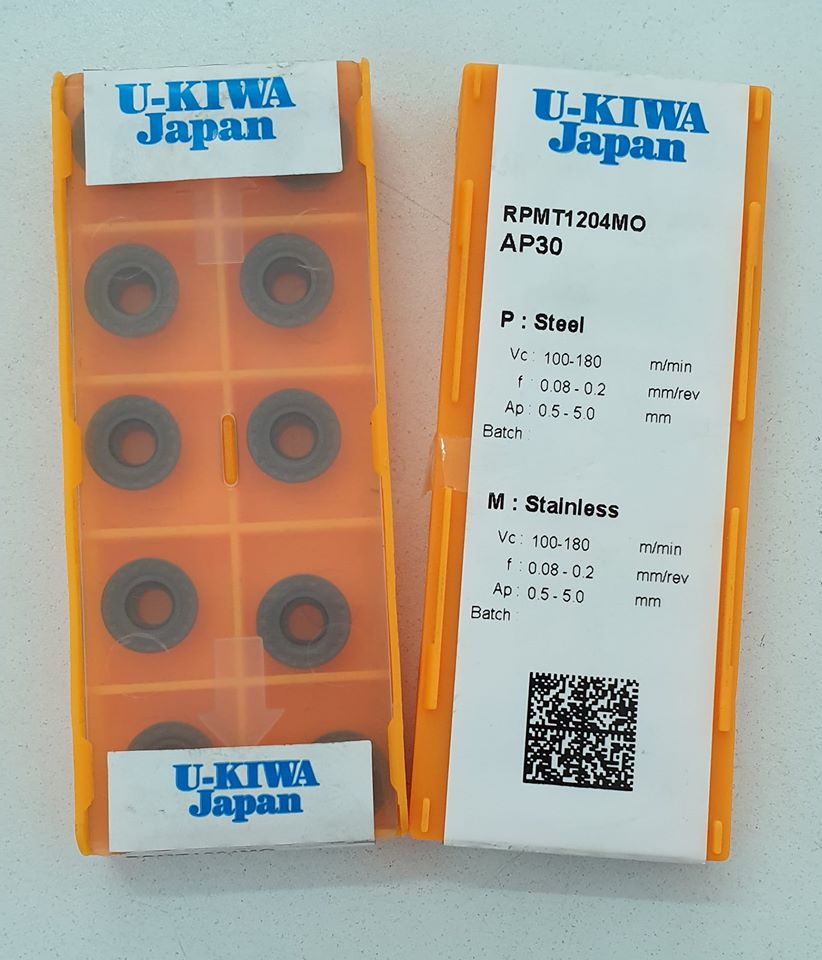 U-KIWA
Japan
U-KIWA
Japan
U-KIWA
Japan
RPMT1204MO
AP30
P : Steel
Vc : 100-180 m/min
f : 0.08 - 0.2 mm/rev
Ap : 0.5 - 5.0 mm
Batch :
M : Stainless
Vc : 100-180 m/min
f : 0.08 - 0.2 mm/rev
Ap : 0.5 - 5.0 mm
Batch :